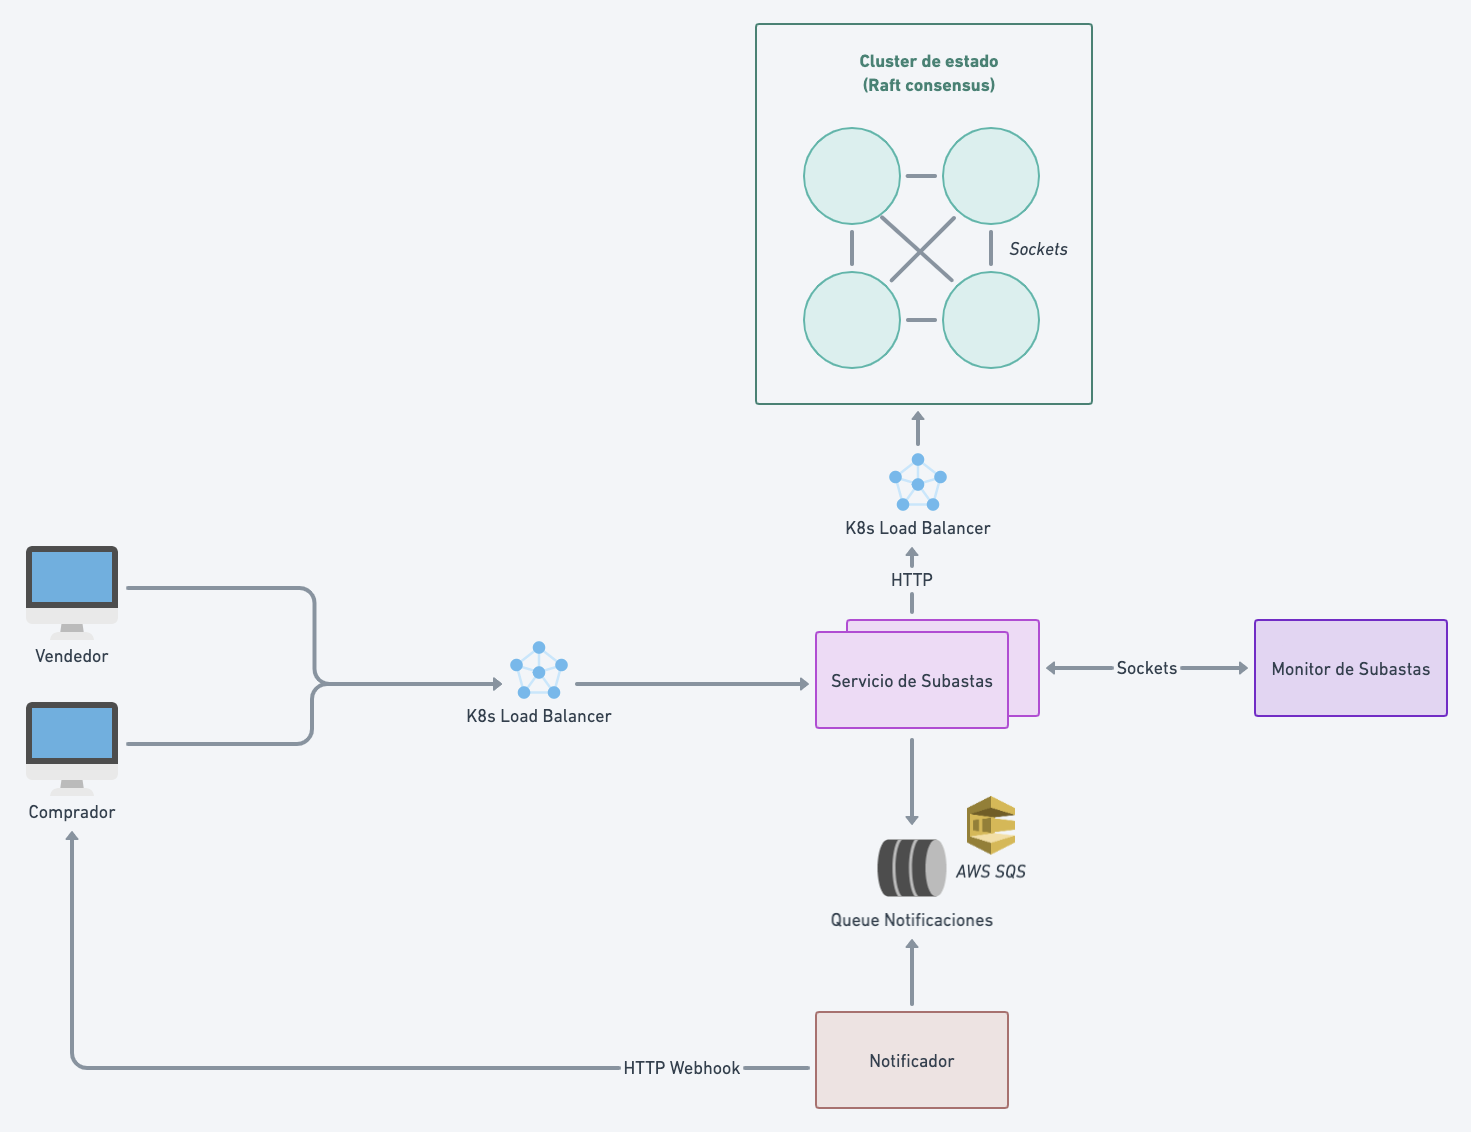 Cluster de estado
(Raft consensus)
Sockets
K8s Load Balancer
HTTP
Vendedor
Servicio de Subastas
Sockets
Monitor de Subastas
K8s Load Balancer
Comprador
AWS SQS
Queue Notificaciones
Notificador
HTTP Webhook